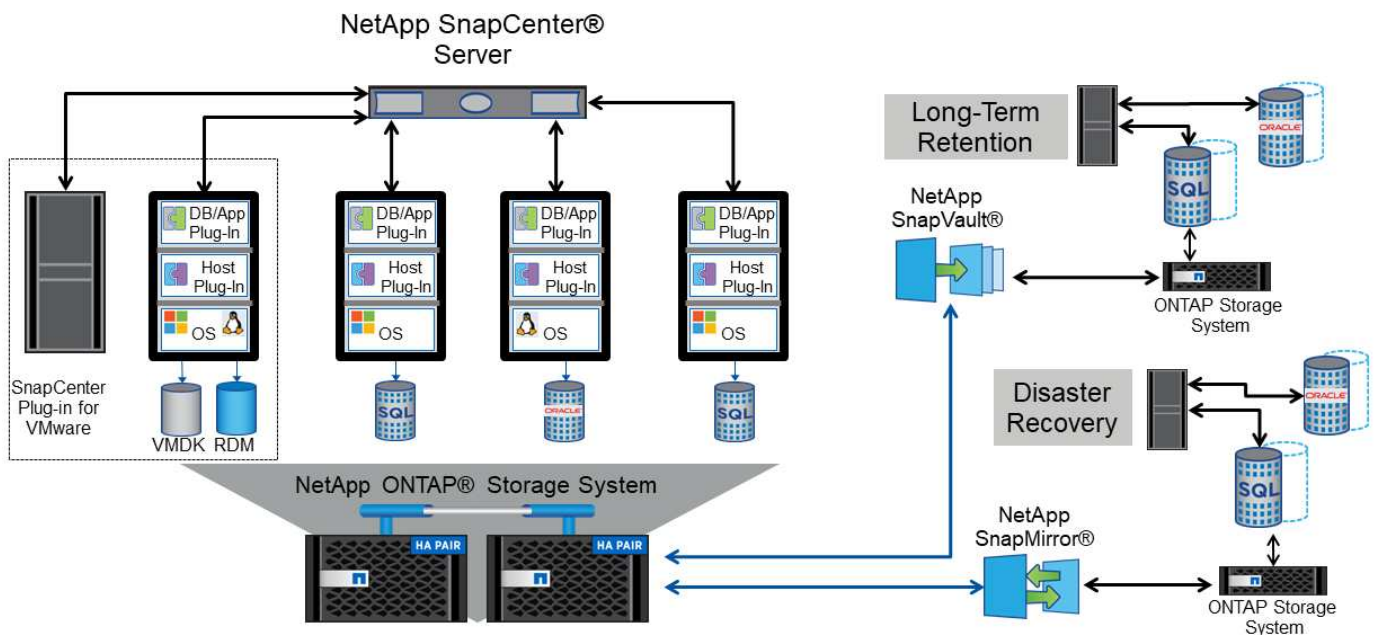 NetApp SnapCenter®
Server
DB/App
Plug-In
Host
Plug-In
OS
DB/App
Plug-In
Host
Plug-In
OS
DB/App
Plug-In
Host
Plug-In
OS
DB/App
Plug-In
Host
Plug-In
OS
SnapCenter
Plug-in for
VMware
VMDK
RDM
SQL
ORACLE
SQL
NetApp ONTAP® Storage System
HA PAIR
HA PAIR
Long-Term
Retention
ORACLE
SQL
NetApp
SnapVault®
ONTAP Storage
System
Disaster
Recovery
ORACLE
SQL
NetApp
SnapMirror®
ONTAP Storage
System